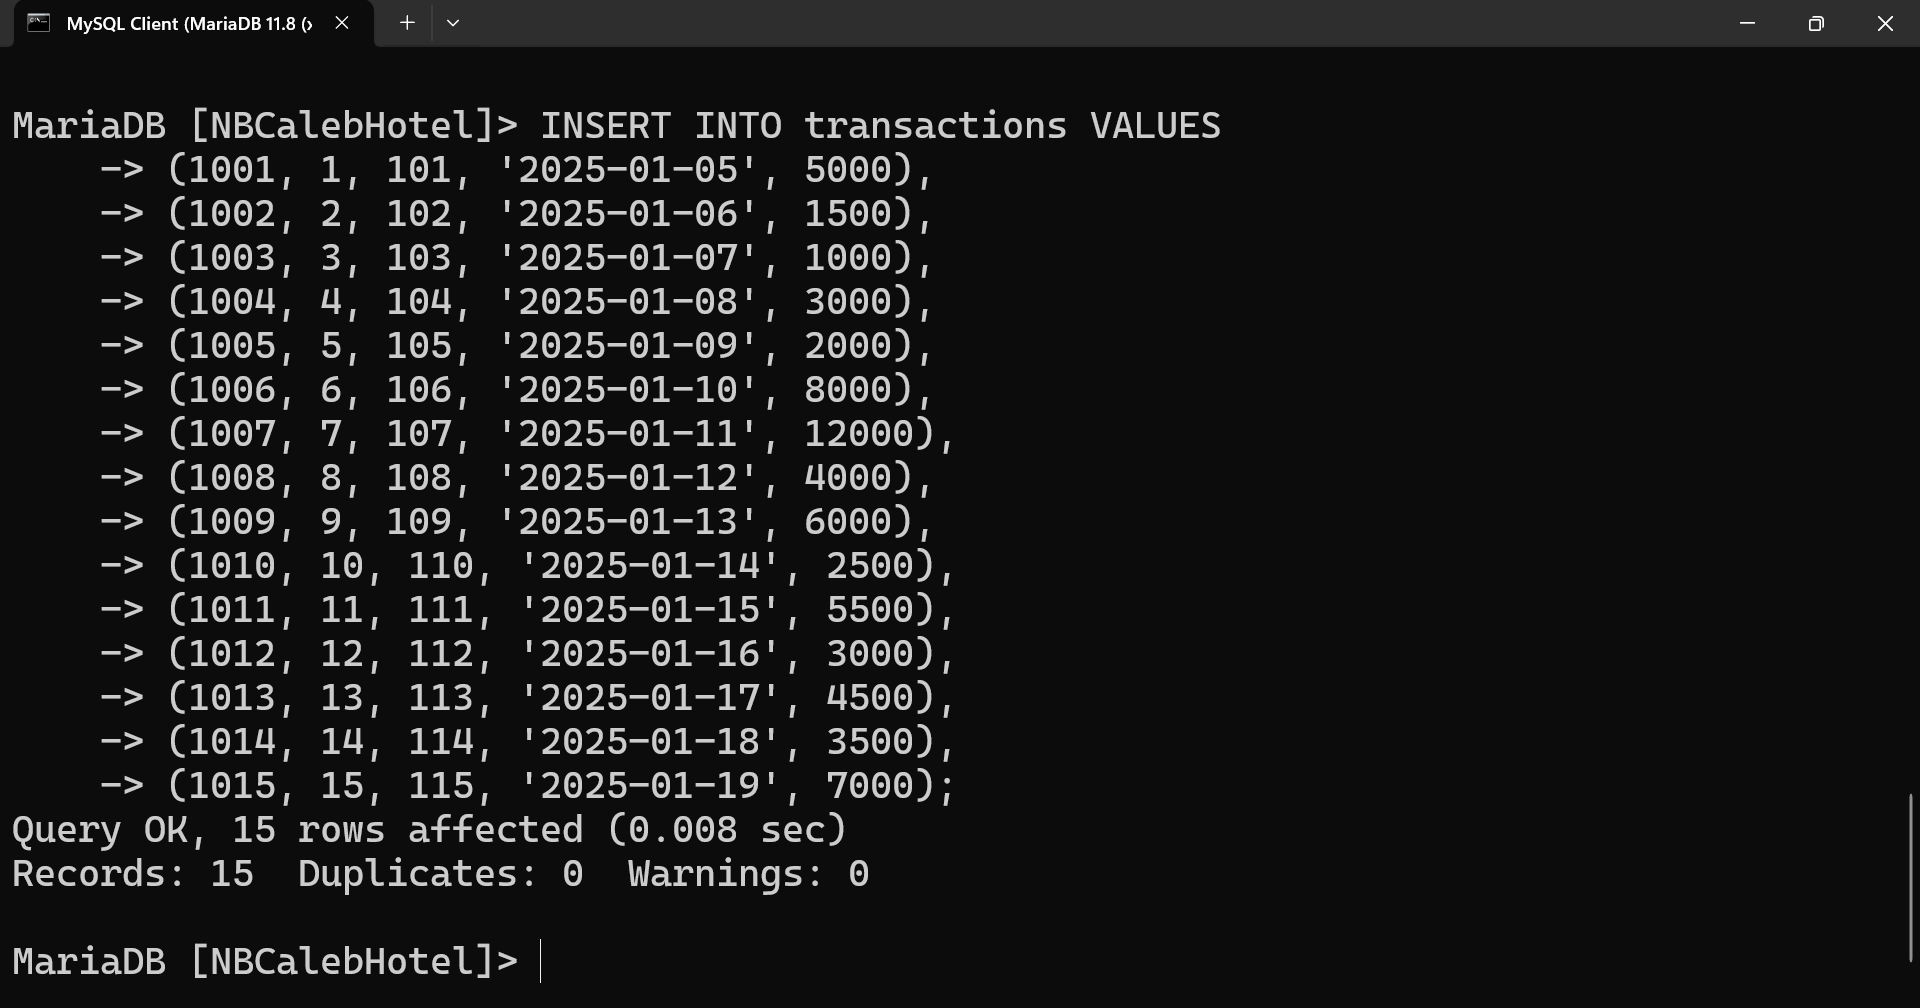 MySQL Client (MariaDB 11.8 (x
MariaDB [NBCalebHotel]> INSERT INTO transactions VALUES
    -> (1001, 1, 101, '2025-01-05', 5000),
    -> (1002, 2, 102, '2025-01-06', 1500),
    -> (1003, 3, 103, '2025-01-07', 1000),
    -> (1004, 4, 104, '2025-01-08', 3000),
    -> (1005, 5, 105, '2025-01-09', 2000),
    -> (1006, 6, 106, '2025-01-10', 8000),
    -> (1007, 7, 107, '2025-01-11', 12000),
    -> (1008, 8, 108, '2025-01-12', 4000),
    -> (1009, 9, 109, '2025-01-13', 6000),
    -> (1010, 10, 110, '2025-01-14', 2500),
    -> (1011, 11, 111, '2025-01-15', 5500),
    -> (1012, 12, 112, '2025-01-16', 3000),
    -> (1013, 13, 113, '2025-01-17', 4500),
    -> (1014, 14, 114, '2025-01-18', 3500),
    -> (1015, 15, 115, '2025-01-19', 7000);
Query OK, 15 rows affected (0.008 sec)
Records: 15  Duplicates: 0  Warnings: 0
MariaDB [NBCalebHotel]>